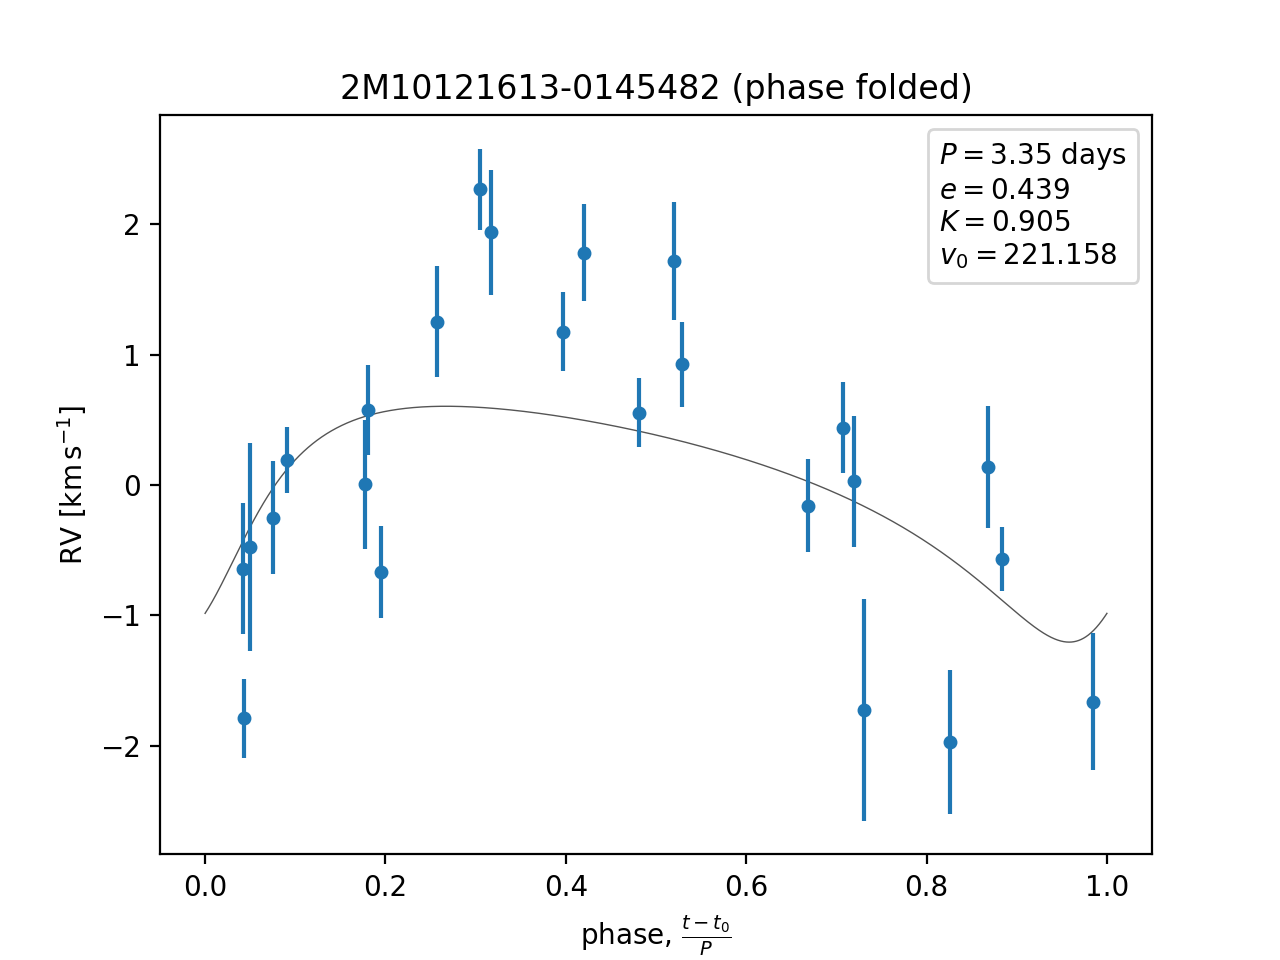 2M10121613-0145482 (phase folded)
P = 3.35 days
e = 0.439
K = 0.905
v₀ = 221.158
RV [km s⁻¹]
2
1
0
−1
−2
0.0 0.2 0.4 0.6 0.8 1.0
phase, (t − t₀)/P